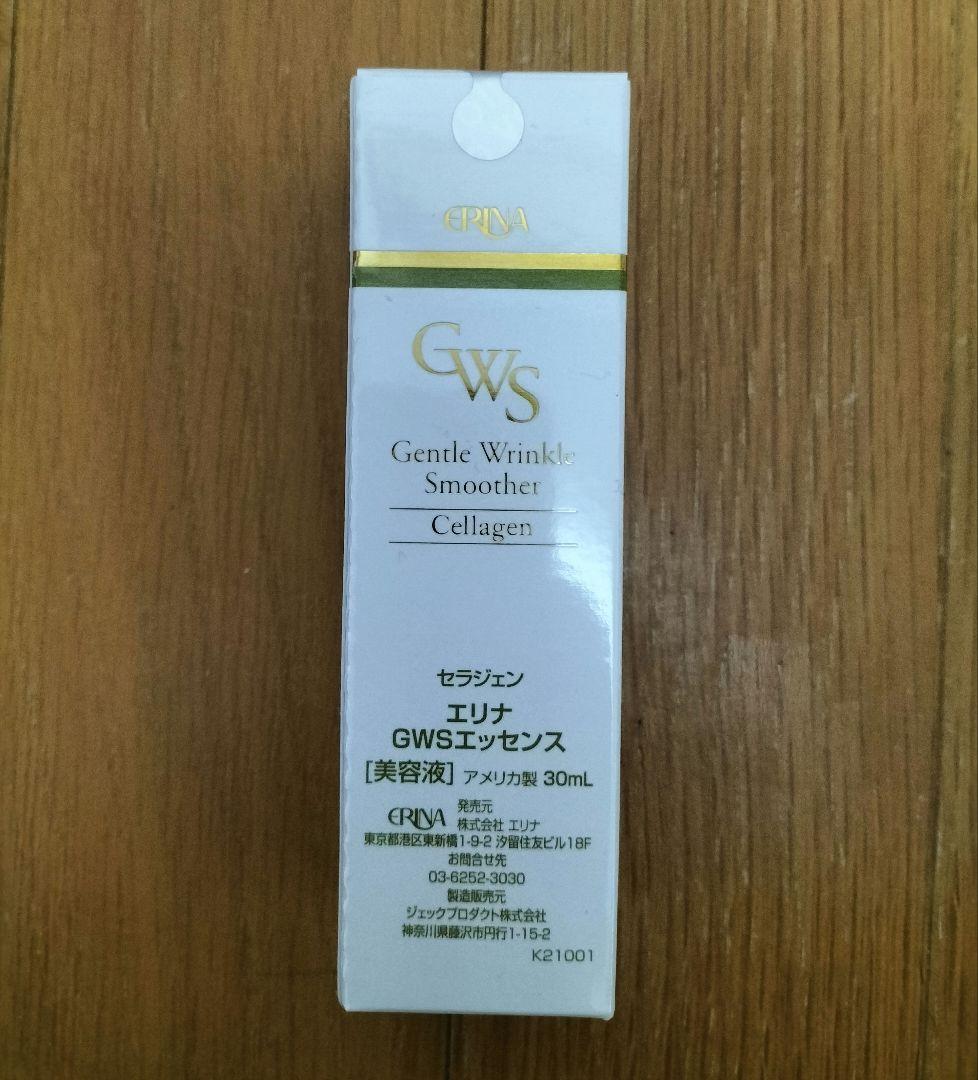 ERINA
GWS
Gentle Wrinkle
Smoother
Cellagen
セラジェン
エリナ
GWSエッセンス
[美容液] アメリカ製 30mL
ERINA 発売元
株式会社 エリナ
東京都港区東新橋1-9-2 汐留住友ビル18F
お問合せ先
03-6252-3030
製造販売元
ジェックプロダクト株式会社
神奈川県藤沢市円行1-15-2
K21001